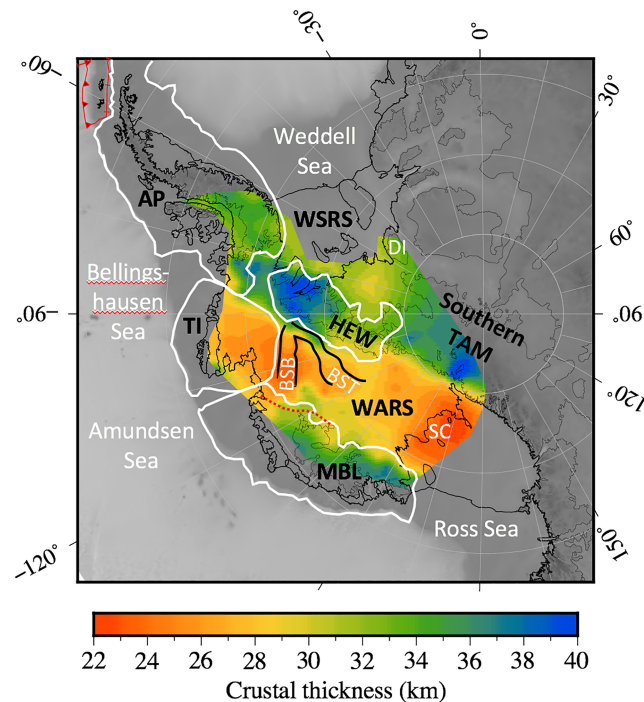 -30°
0°
-60°
30°
Weddell
Sea
AP
WSRS
DI
60°
Bellings-
hausen
Sea
Southern
TAM
-90°
TI
HEW
BSB
BST
120°
WARS
Amundsen
Sea
SC
MBL
Ross Sea
-120°
150°
22 24 26 28 30 32 34 36 38 40
Crustal thickness (km)